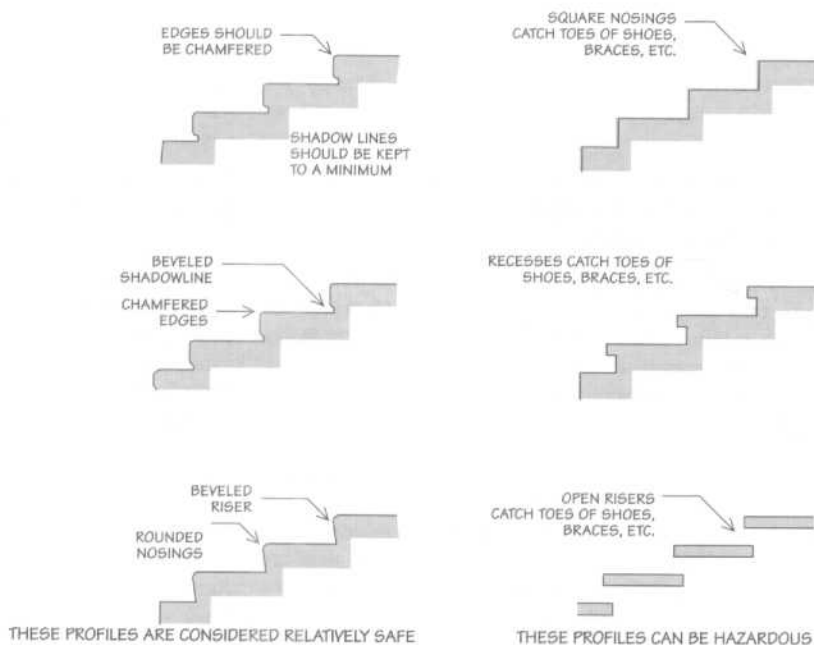 EDGES SHOULD
BE CHAMFERED
SHADOW LINES
SHOULD BE KEPT
TO A MINIMUM
BEVELED
SHADOWLINE
CHAMFERED
EDGES
BEVELED
RISER
ROUNDED
NOSINGS
THESE PROFILES ARE CONSIDERED RELATIVELY SAFE
SQUARE NOSINGS
CATCH TOES OF SHOES,
BRACES, ETC.
RECESSES CATCH TOES OF
SHOES, BRACES, ETC.
OPEN RISERS
CATCH TOES OF SHOES,
BRACES, ETC.
THESE PROFILES CAN BE HAZARDOUS